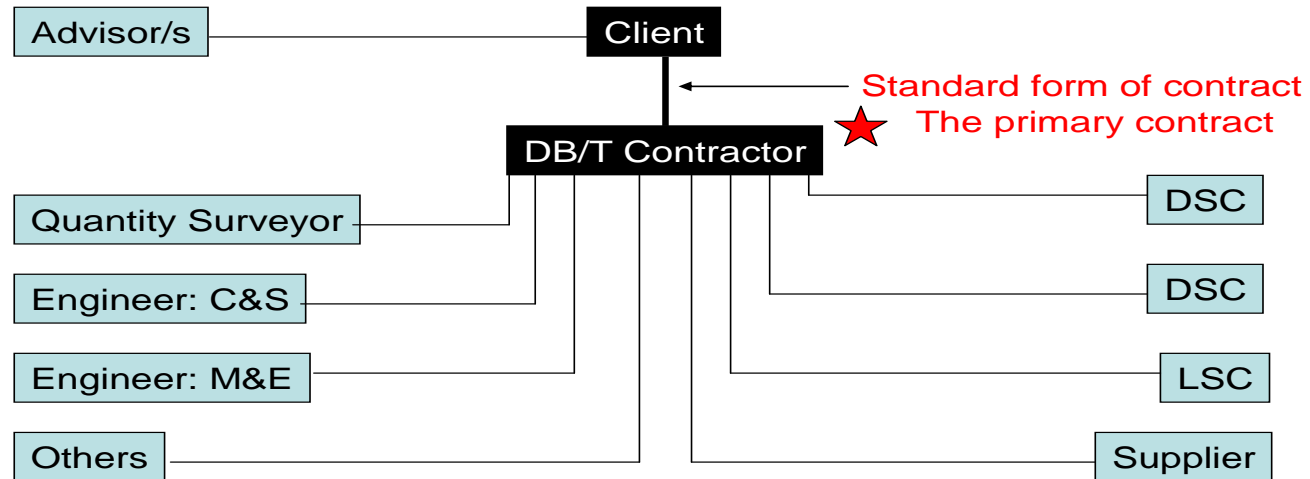 Advisor/s
Client
Standard form of contract
The primary contract
DB/T Contractor
Quantity Surveyor
DSC
Engineer: C&S
DSC
Engineer: M&E
LSC
Others
Supplier